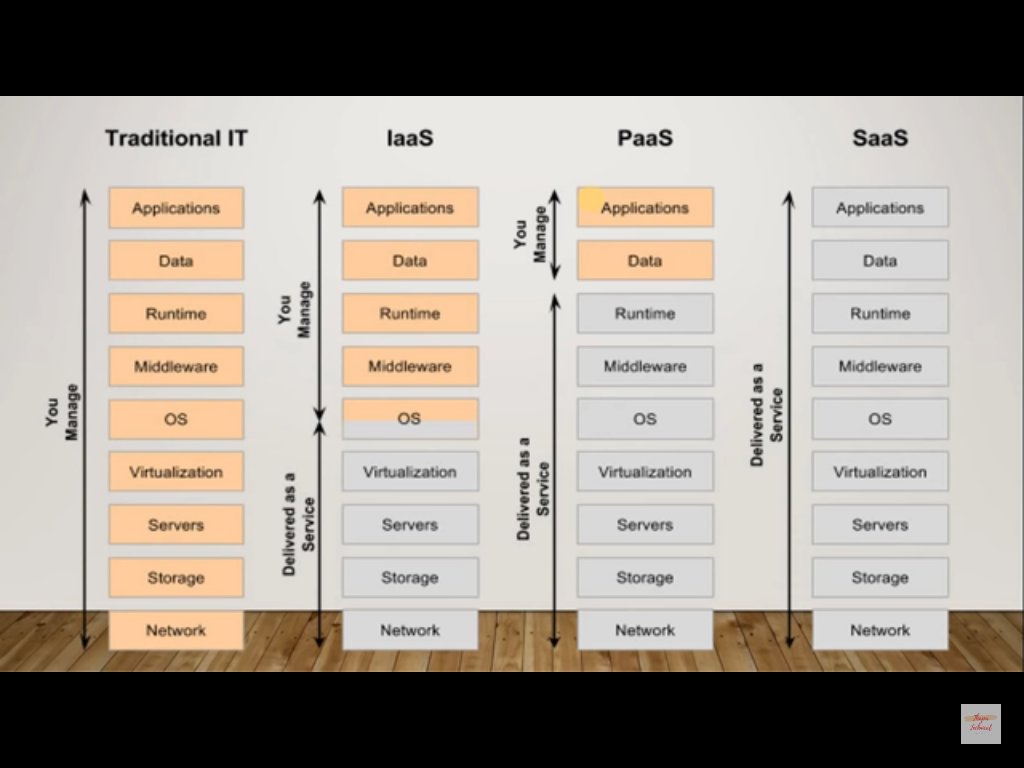 Traditional IT
IaaS
PaaS
SaaS
You
Manage
Applications
Data
Runtime
Middleware
OS
Virtualization
Servers
Storage
Network
You
Manage
Delivered as a
Service
Applications
Data
Runtime
Middleware
OS
Virtualization
Servers
Storage
Network
You
Manage
Delivered as a
Service
Applications
Data
Runtime
Middleware
OS
Virtualization
Servers
Storage
Network
Delivered as a
Service
Applications
Data
Runtime
Middleware
OS
Virtualization
Servers
Storage
Network